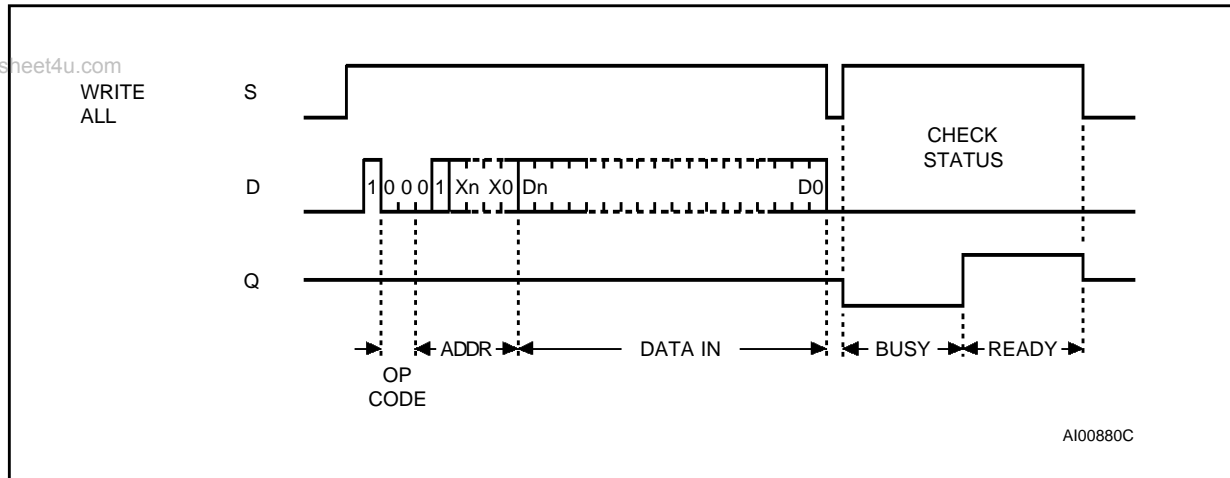 sheet4u.com
WRITE ALL
S
CHECK STATUS
D
1 0 0 0 1 Xn X0 Dn D0
Q
ADDR DATA IN BUSY READY
OP CODE
AI00880C